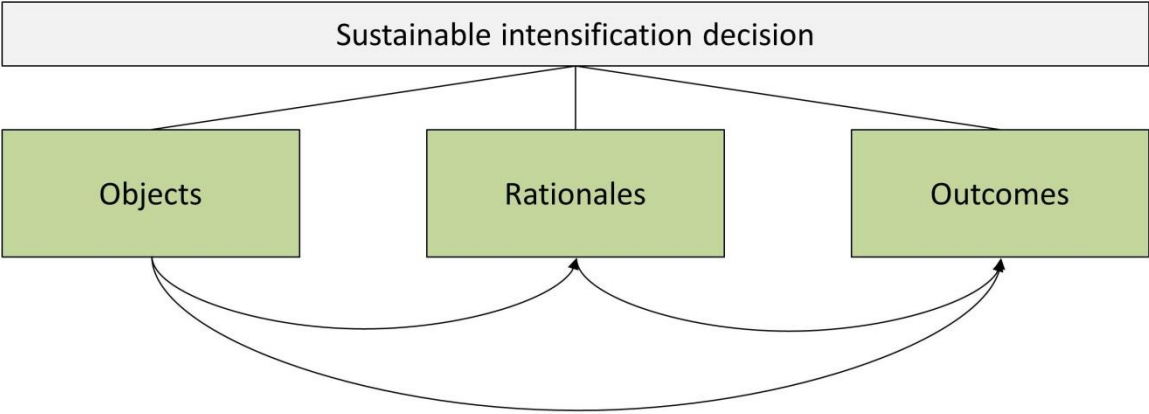 Sustainable intensification decision
Objects
Rationales
Outcomes